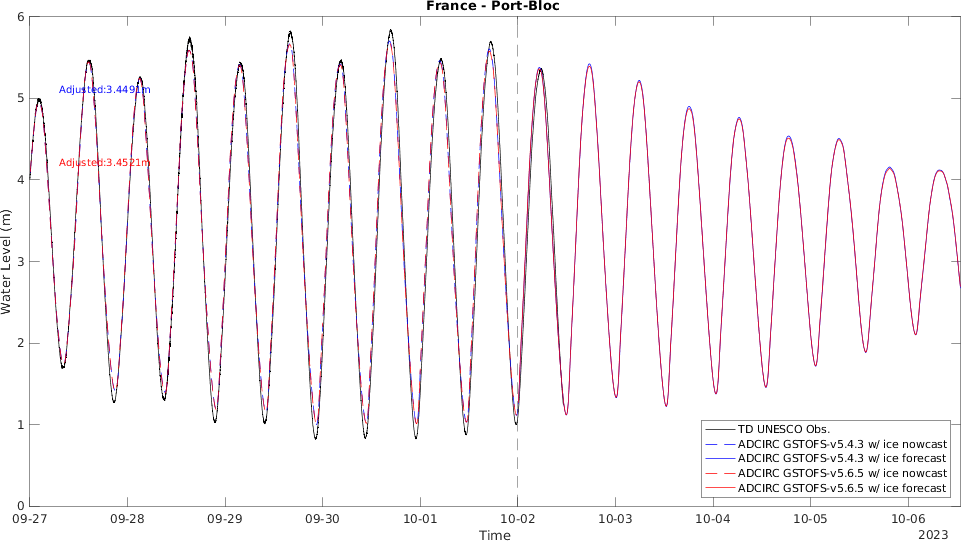 France - Port-Bloc
6
5
4
3
2
1
0
Water Level (m)
Adjusted:3.4491m
Adjusted:3.4521m
TD UNESCO Obs.
ADCIRC GSTOFS-v5.4.3 w/ ice nowcast
ADCIRC GSTOFS-v5.4.3 w/ ice forecast
ADCIRC GSTOFS-v5.6.5 w/ ice nowcast
ADCIRC GSTOFS-v5.6.5 w/ ice forecast
09-27 09-28 09-29 09-30 10-01 10-02 10-03 10-04 10-05 10-06
Time
2023